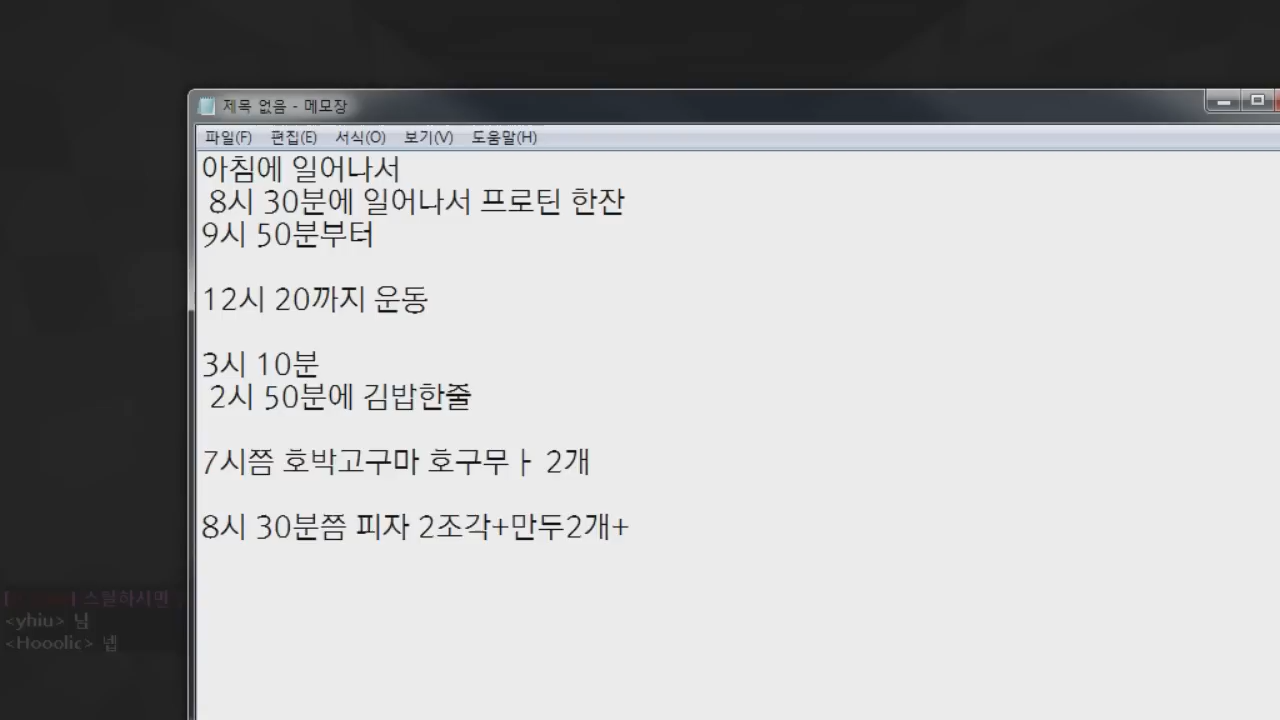 제목 없음 - 메모장
파일(F) 편집(E) 서식(O) 보기(V) 도움말(H)
아침에 일어나서
8시 30분에 일어나서 프로틴 한잔
9시 50분부터
12시 20까지 운동
3시 10분
2시 50분에 김밥한줄
7시쯤 호박고구마 호구무ㅏ 2개
8시 30분쯤 피자 2조각+만두2개+
스틸하시면
<yhiu> 님
<Hooolic> 넵